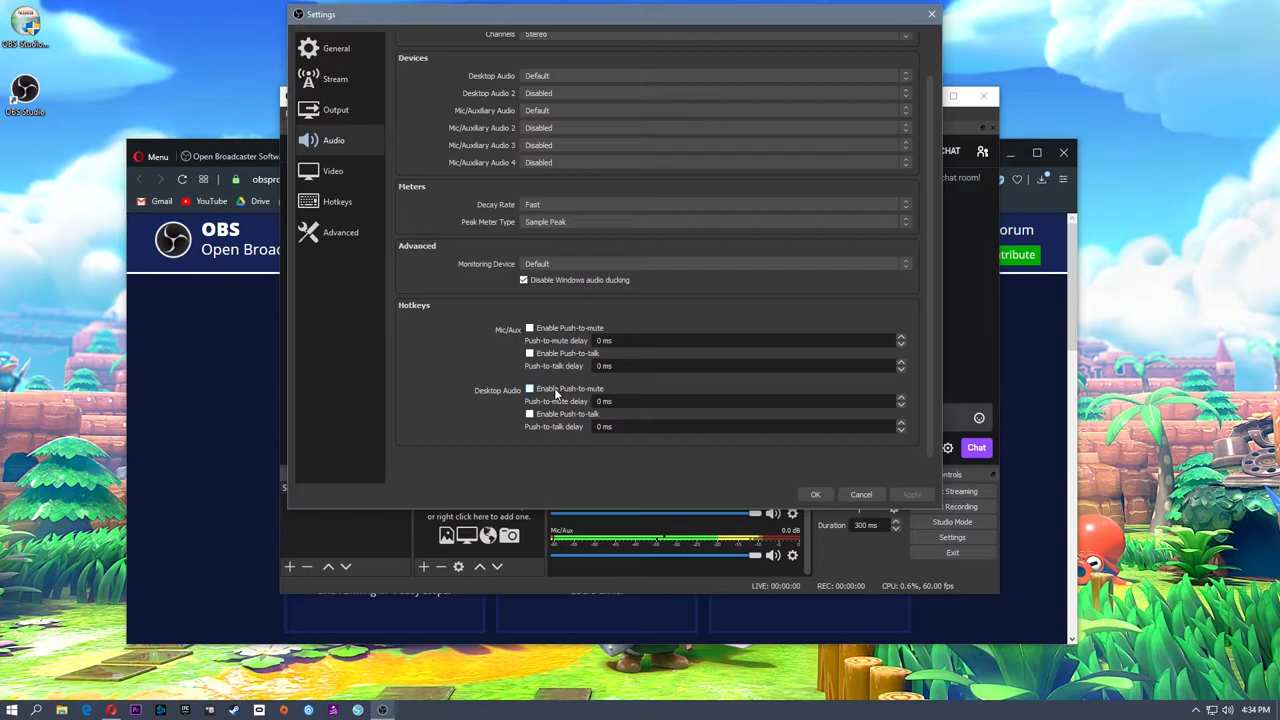 Settings
OBS Studio...
OBS Studio
General
Stream
Output
Audio
Video
Hotkeys
Advanced
Channels Stereo
Devices
Desktop Audio Default
Desktop Audio 2 Disabled
Mic/Auxiliary Audio Default
Mic/Auxiliary Audio 2 Disabled
Mic/Auxiliary Audio 3 Disabled
Mic/Auxiliary Audio 4 Disabled
Meters
Decay Rate Fast
Peak Meter Type Sample Peak
Advanced
Monitoring Device Default
Disable Windows audio ducking
Hotkeys
Mic/Aux
Enable Push-to-mute
Push-to-mute delay 0 ms
Enable Push-to-talk
Push-to-talk delay 0 ms
Desktop Audio
Enable Push-to-mute
Push-to-mute delay 0 ms
Enable Push-to-talk
Push-to-talk delay 0 ms
OK Cancel Apply
Menu Open Broadcaster Softw
obspro
Gmail YouTube Drive
OBS
Open Broad
CHAT
chat room!
orum
tribute
Chat
ontrols
t Streaming
Recording
Studio Mode
Settings
Exit
Duration 300 ms
or right click here to add one.
Mic/Aux 0.0 dB
LIVE: 00:00:00 REC: 00:00:00 CPU: 0.6%, 60.00 fps
4:34 PM